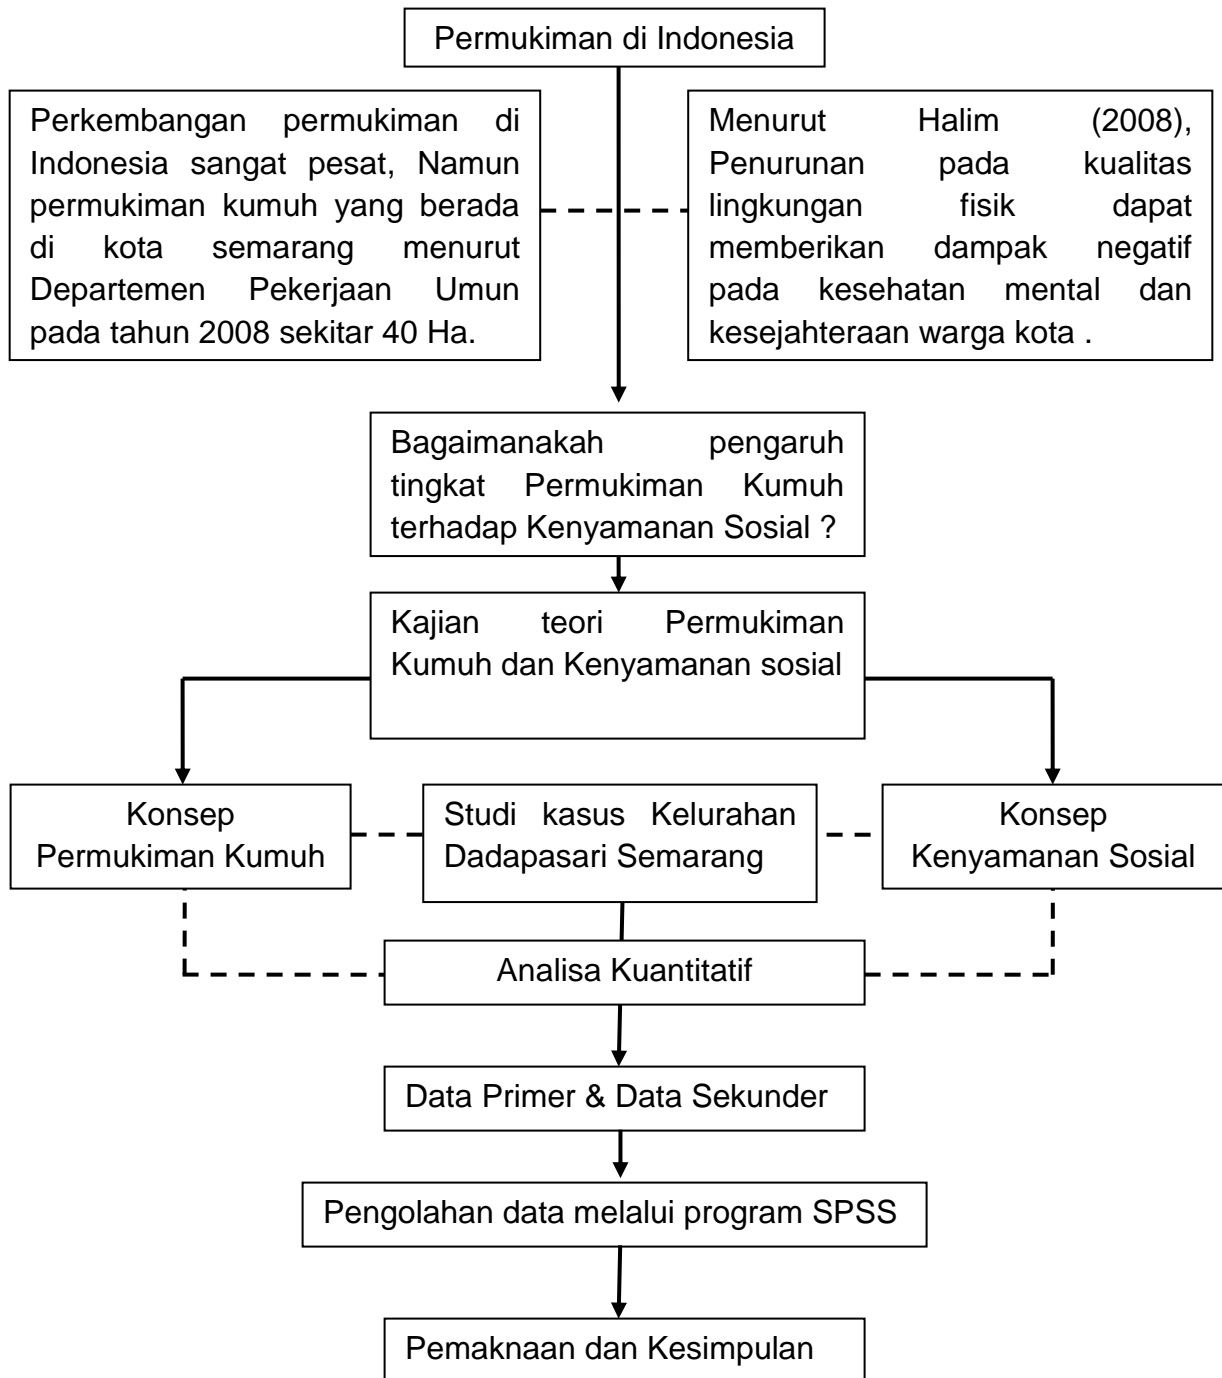 Permukiman di Indonesia
Perkembangan permukiman di
Indonesia sangat pesat, Namun
permukiman kumuh yang berada
di kota semarang menurut
Departemen Pekerjaan Umun
pada tahun 2008 sekitar 40 Ha.
Menurut Halim (2008),
Penurunan pada kualitas
lingkungan fisik dapat
memberikan dampak negatif
pada kesehatan mental dan
kesejahteraan warga kota .
Bagaimanakah pengaruh
tingkat Permukiman Kumuh
terhadap Kenyamanan Sosial ?
Kajian teori Permukiman
Kumuh dan Kenyamanan sosial
Konsep
Permukiman Kumuh
Studi kasus Kelurahan
Dadapasari Semarang
Konsep
Kenyamanan Sosial
Analisa Kuantitatif
Data Primer & Data Sekunder
Pengolahan data melalui program SPSS
Pemaknaan dan Kesimpulan